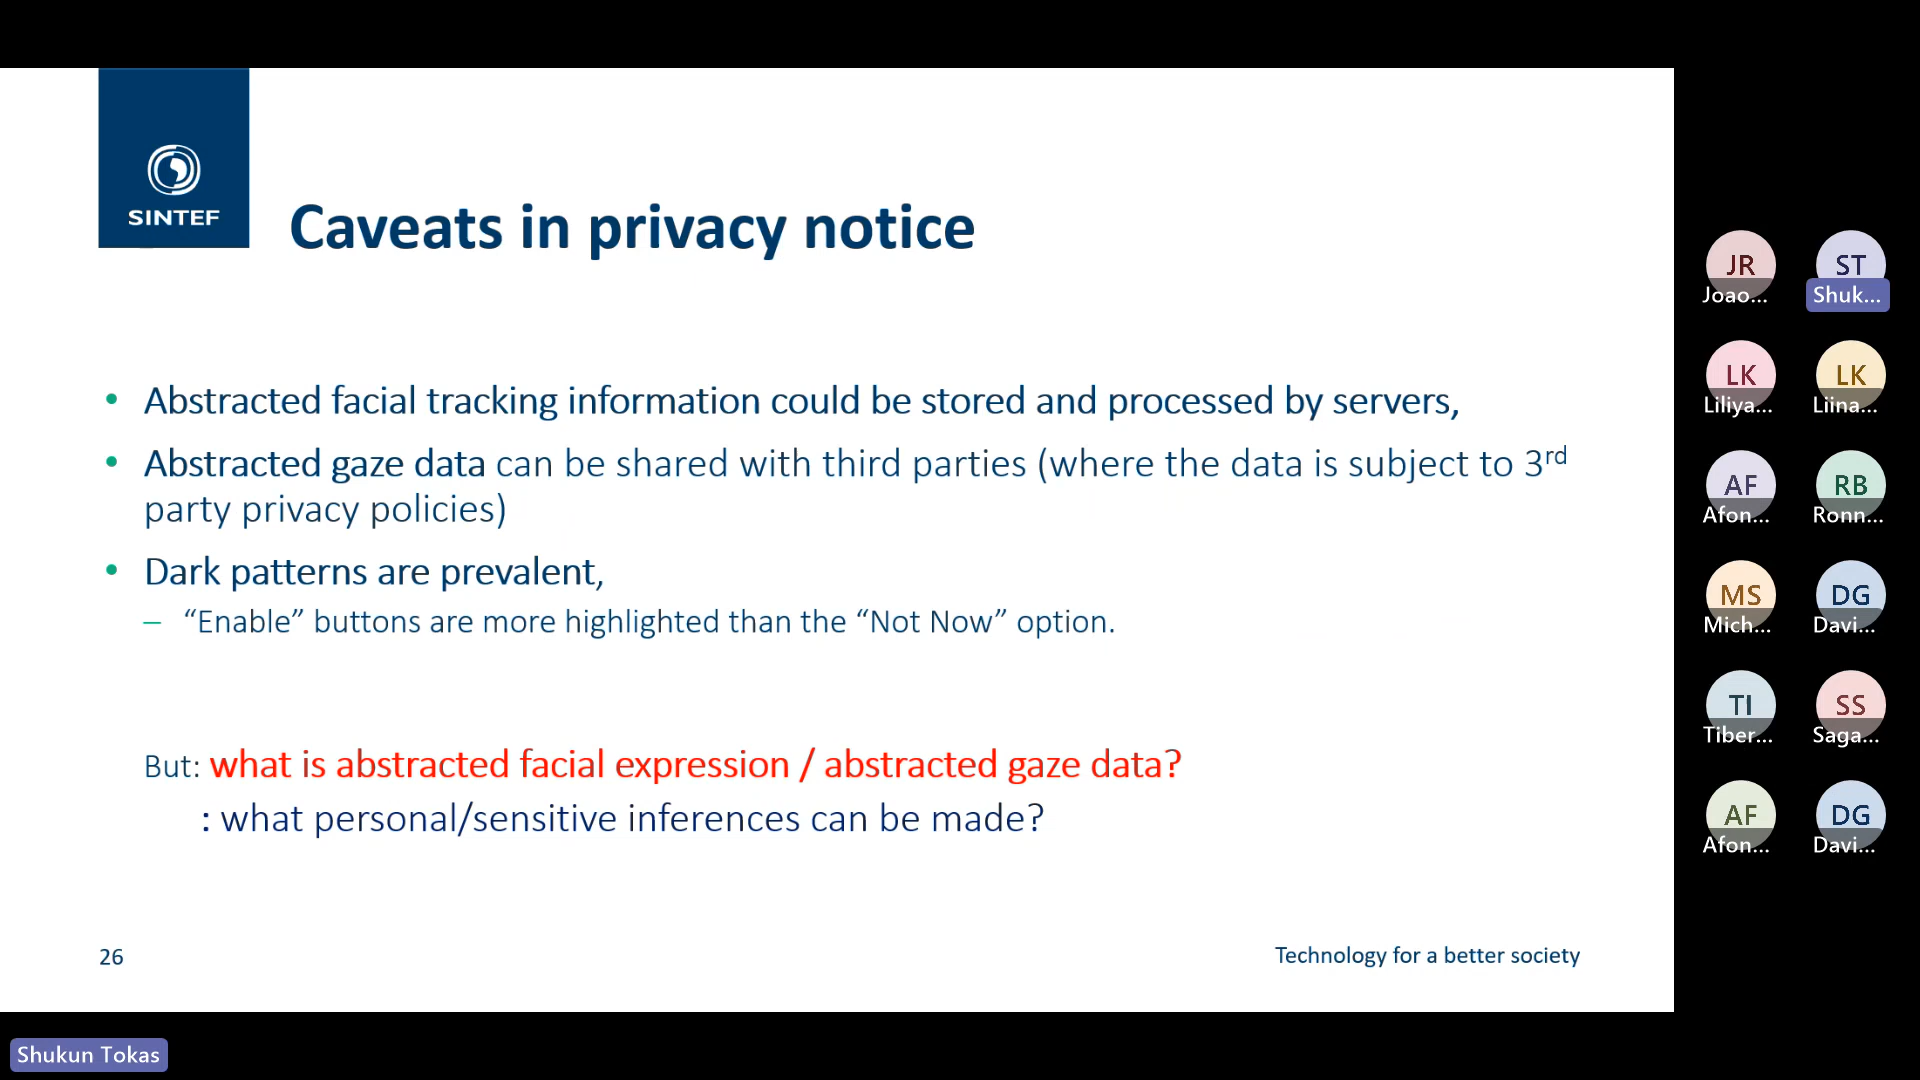 SINTEF
Caveats in privacy notice
• Abstracted facial tracking information could be stored and processed by servers,
• Abstracted gaze data can be shared with third parties (where the data is subject to 3rd
party privacy policies)
• Dark patterns are prevalent,
– “Enable” buttons are more highlighted than the “Not Now” option.
But: what is abstracted facial expression / abstracted gaze data?
: what personal/sensitive inferences can be made?
26
Technology for a better society
JR
Joao...
ST
Shuk...
LK
Liliya...
LK
Liina...
AF
Afon...
RB
Ronn...
MS
Mich...
DG
Davi...
TI
Tiber...
SS
Saga...
AF
Afon...
DG
Davi...
Shukun Tokas